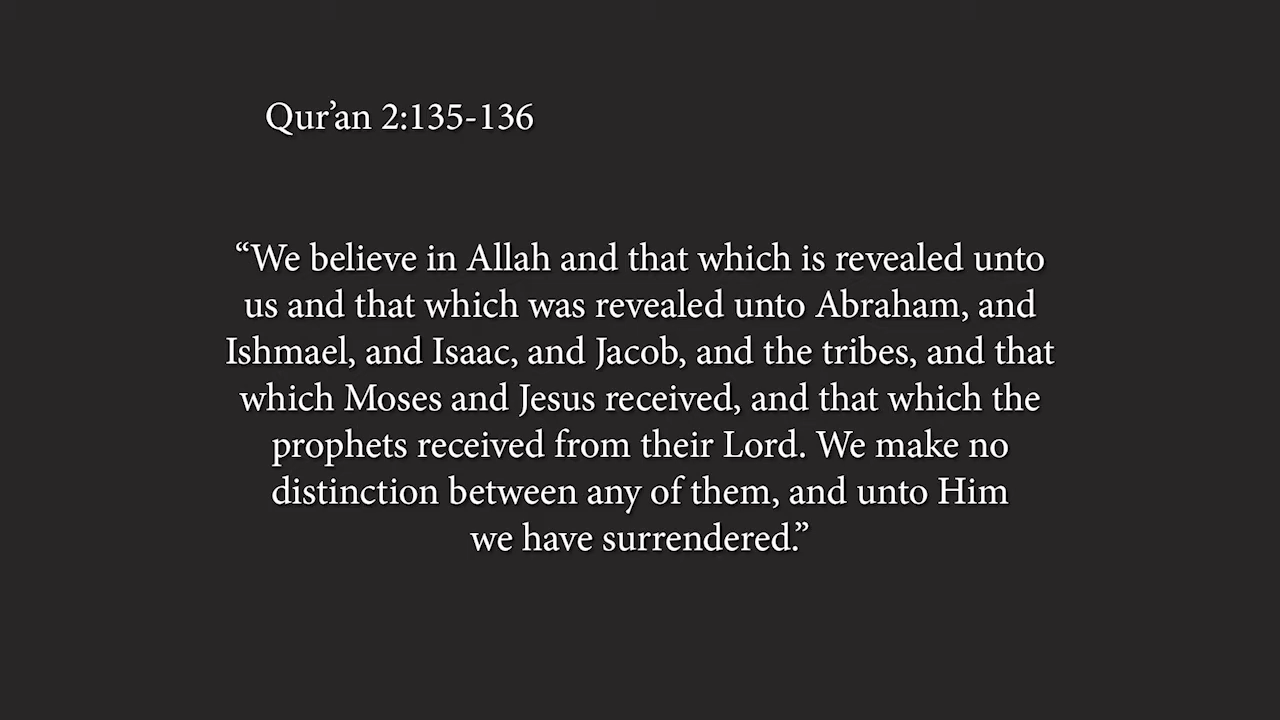 Qur’an 2:135-136
“We believe in Allah and that which is revealed unto
us and that which was revealed unto Abraham, and
Ishmael, and Isaac, and Jacob, and the tribes, and that
which Moses and Jesus received, and that which the
prophets received from their Lord. We make no
distinction between any of them, and unto Him
we have surrendered.”